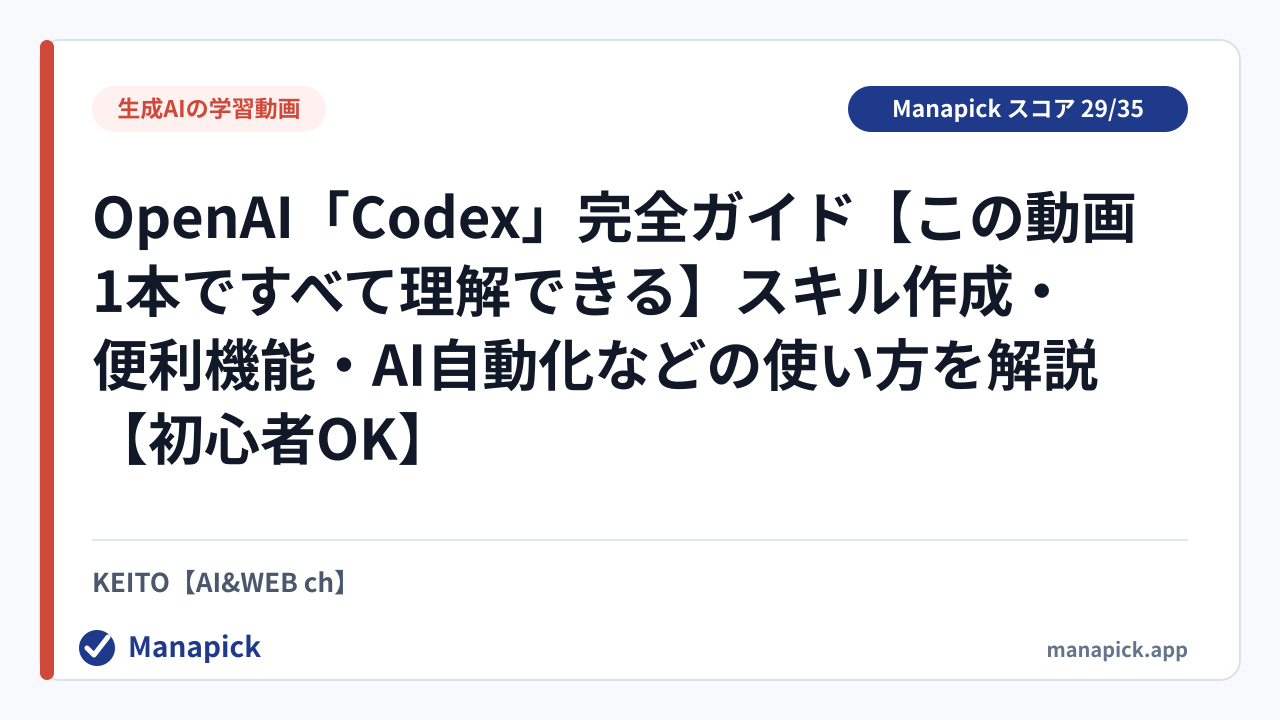 生成AIの学習動画
Manapick スコア 29/35
OpenAI「Codex」完全ガイド【この動画
1本ですべて理解できる】スキル作成・
便利機能・AI自動化などの使い方を解説
【初心者OK】
KEITO【AI&WEB ch】
Manapick
manapick.app